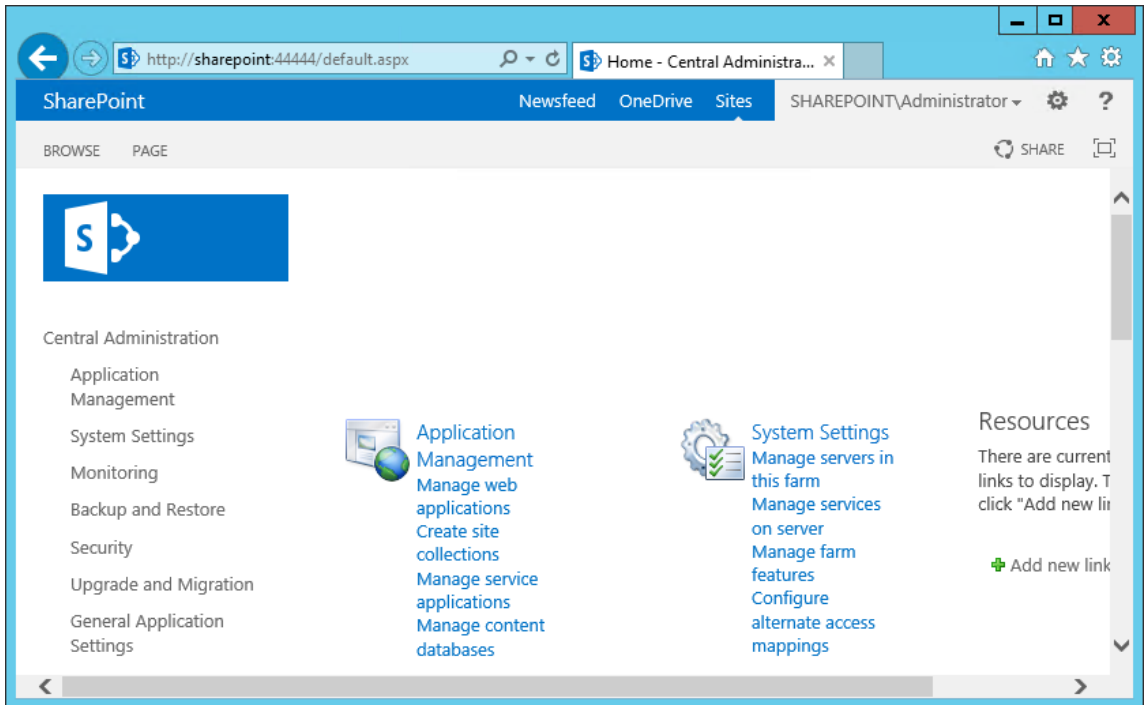 http://sharepoint:44444/default.aspx
Home - Central Administra...
SharePoint
Newsfeed OneDrive Sites SHAREPOINT\Administrator ?
BROWSE PAGE
SHARE
S
Central Administration
Application
Management
System Settings
Monitoring
Backup and Restore
Security
Upgrade and Migration
General Application
Settings
Application
Management
Manage web
applications
Create site
collections
Manage service
applications
Manage content
databases
System Settings
Manage servers in
this farm
Manage services
on server
Manage farm
features
Configure
alternate access
mappings
Resources
There are current
links to display. T
click "Add new lin
Add new link